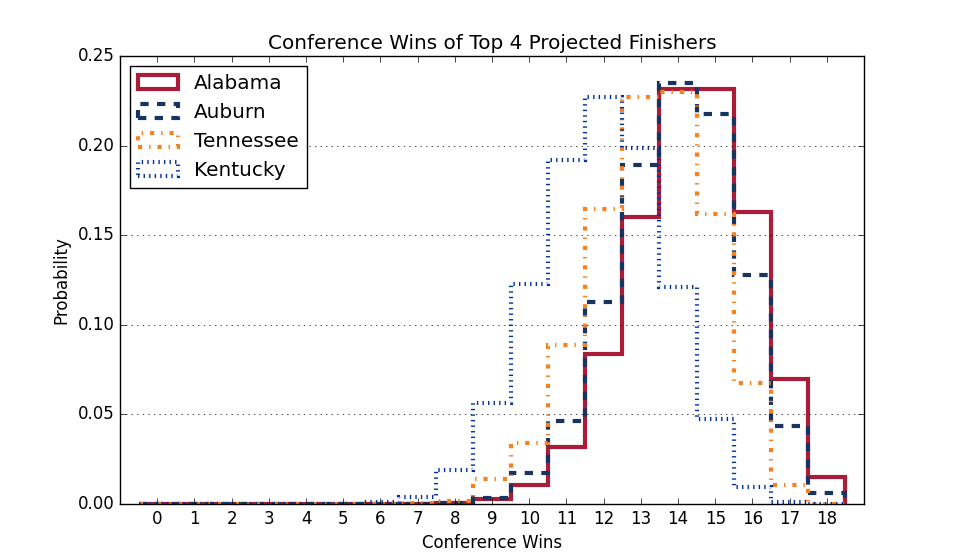 Conference Wins of Top 4 Projected Finishers
0.25
0.20
0.15
0.10
0.05
0.00
Probability
Alabama
Auburn
Tennessee
Kentucky
0 1 2 3 4 5 6 7 8 9 10 11 12 13 14 15 16 17 18
Conference Wins